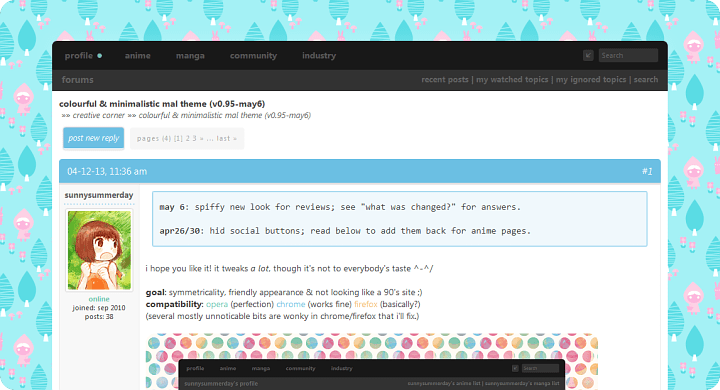 profile anime manga community industry Search
forums recent posts | my watched topics | my ignored topics | search
colourful & minimalistic mal theme (v0.95-may6)
»» creative corner »» colourful & minimalistic mal theme (v0.95-may6)
post new reply pages (4) [1] 2 3 » ... last »
04-12-13, 11:36 am #1
sunnysummerday
may 6: spiffy new look for reviews; see "what was changed?" for answers.
apr26/30: hid social buttons; read below to add them back for anime pages.
i hope you like it! it tweaks a lot, though it's not to everybody's taste ^-^/
goal: symmetricality, friendly appearance & not looking like a 90's site ;)
online
compatibility: opera (perfection) chrome (works fine) firefox (basically?)
joined: sep 2010
posts: 38
(several mostly unnoticable bits are wonky in chrome/firefox that i'll fix.)
profile anime manga community industry Search
sunnysummerday's profile sunnysummerday's anime list | sunnysummerday's manga list